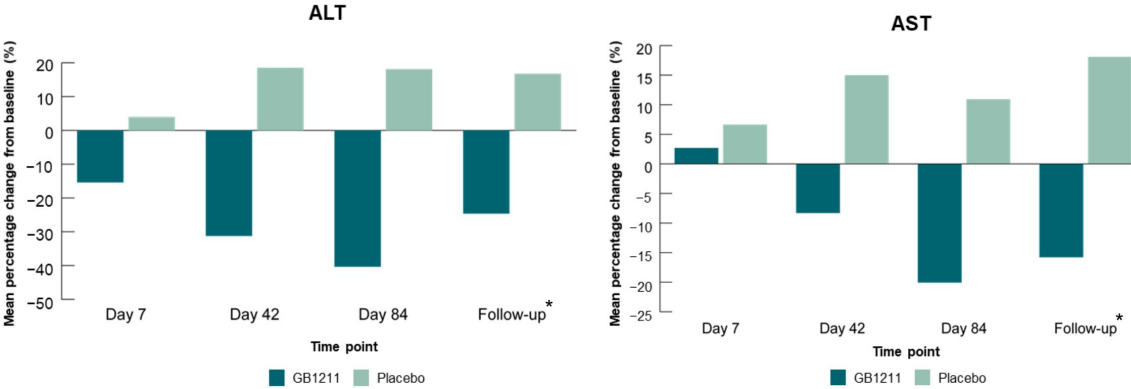 ALT
Mean percentage change from baseline (%)
20
10
0
−10
−20
−30
−40
−50
Day 7
Day 42
Day 84
Follow-up*
Time point
GB1211
Placebo
AST
Mean percentage change from baseline (%)
20
15
10
5
0
−5
−10
−15
−20
−25
Day 7
Day 42
Day 84
Follow-up*
Time point
GB1211
Placebo